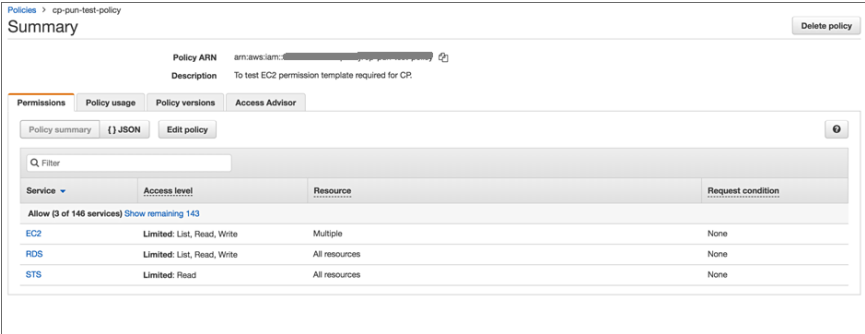 Policies > cp-pun-test-policy
Summary
Delete policy
Policy ARN arn:aws:iam::
Description To test EC2 permission template required for CP.
Permissions Policy usage Policy versions Access Advisor
Policy summary { } JSON Edit policy
Filter
Service Access level Resource Request condition
Allow (3 of 146 services) Show remaining 143
EC2 Limited: List, Read, Write Multiple None
RDS Limited: List, Read, Write All resources None
STS Limited: Read All resources None